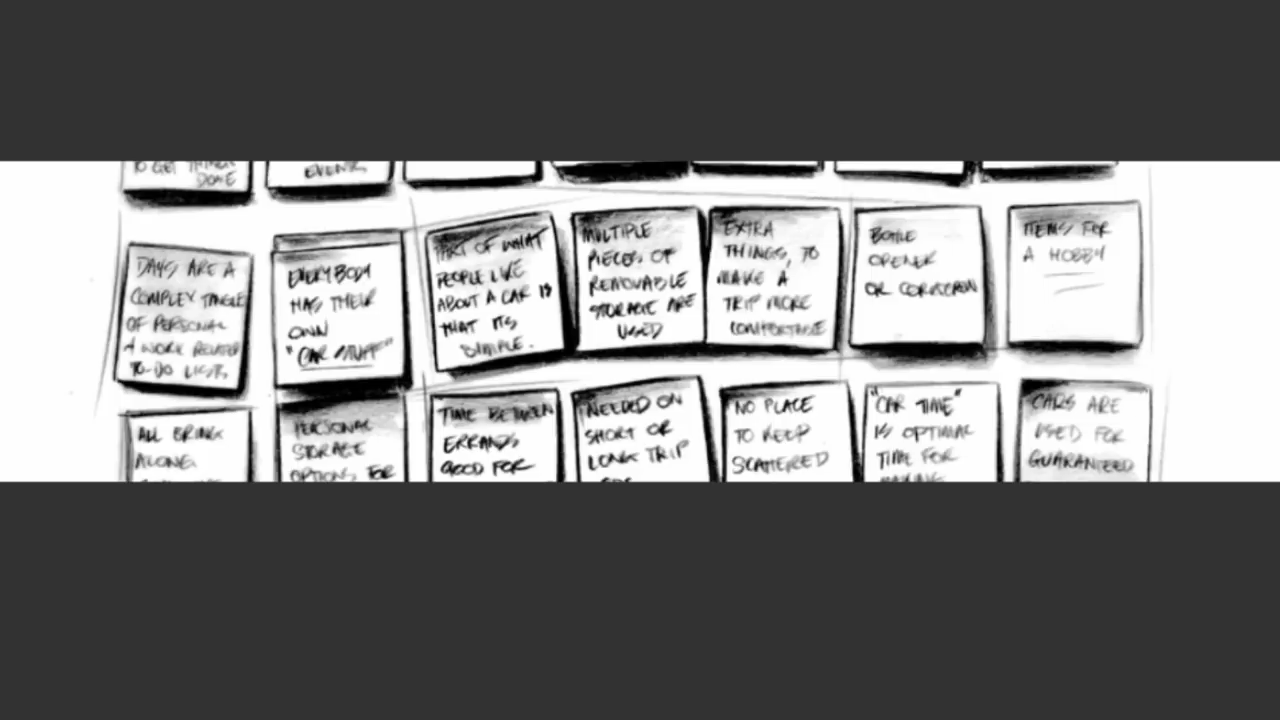 TO GET THINGS
DONE
EVENTS
DAYS ARE A
COMPLEX TANGLE
OF PERSONAL
& WORK RELATED
TO-DO LISTS
EVERYBODY
HAS THEIR
OWN
"CAR STUFF"
PART OF WHAT
PEOPLE LIKE
ABOUT A CAR IS
THAT ITS
SIMPLE.
MULTIPLE
PIECES OF
REMOVABLE
STORAGE ARE
USED
EXTRA
THINGS, TO
MAKE A
TRIP MORE
COMFORTABLE
BOTTLE
OPENER
OR CORKSCREW
ITEMS FOR
A HOBBY
ALL BRING
ALONG
PERSONAL
STORAGE
OPTIONS FOR
TIME BETWEEN
ERRANDS
GOOD FOR
NEEDED ON
SHORT OR
LONG TRIP
NO PLACE
TO KEEP
SCATTERED
"CAR TIME"
IS OPTIMAL
TIME FOR
MAKING
CARS ARE
USED FOR
GUARANTEED